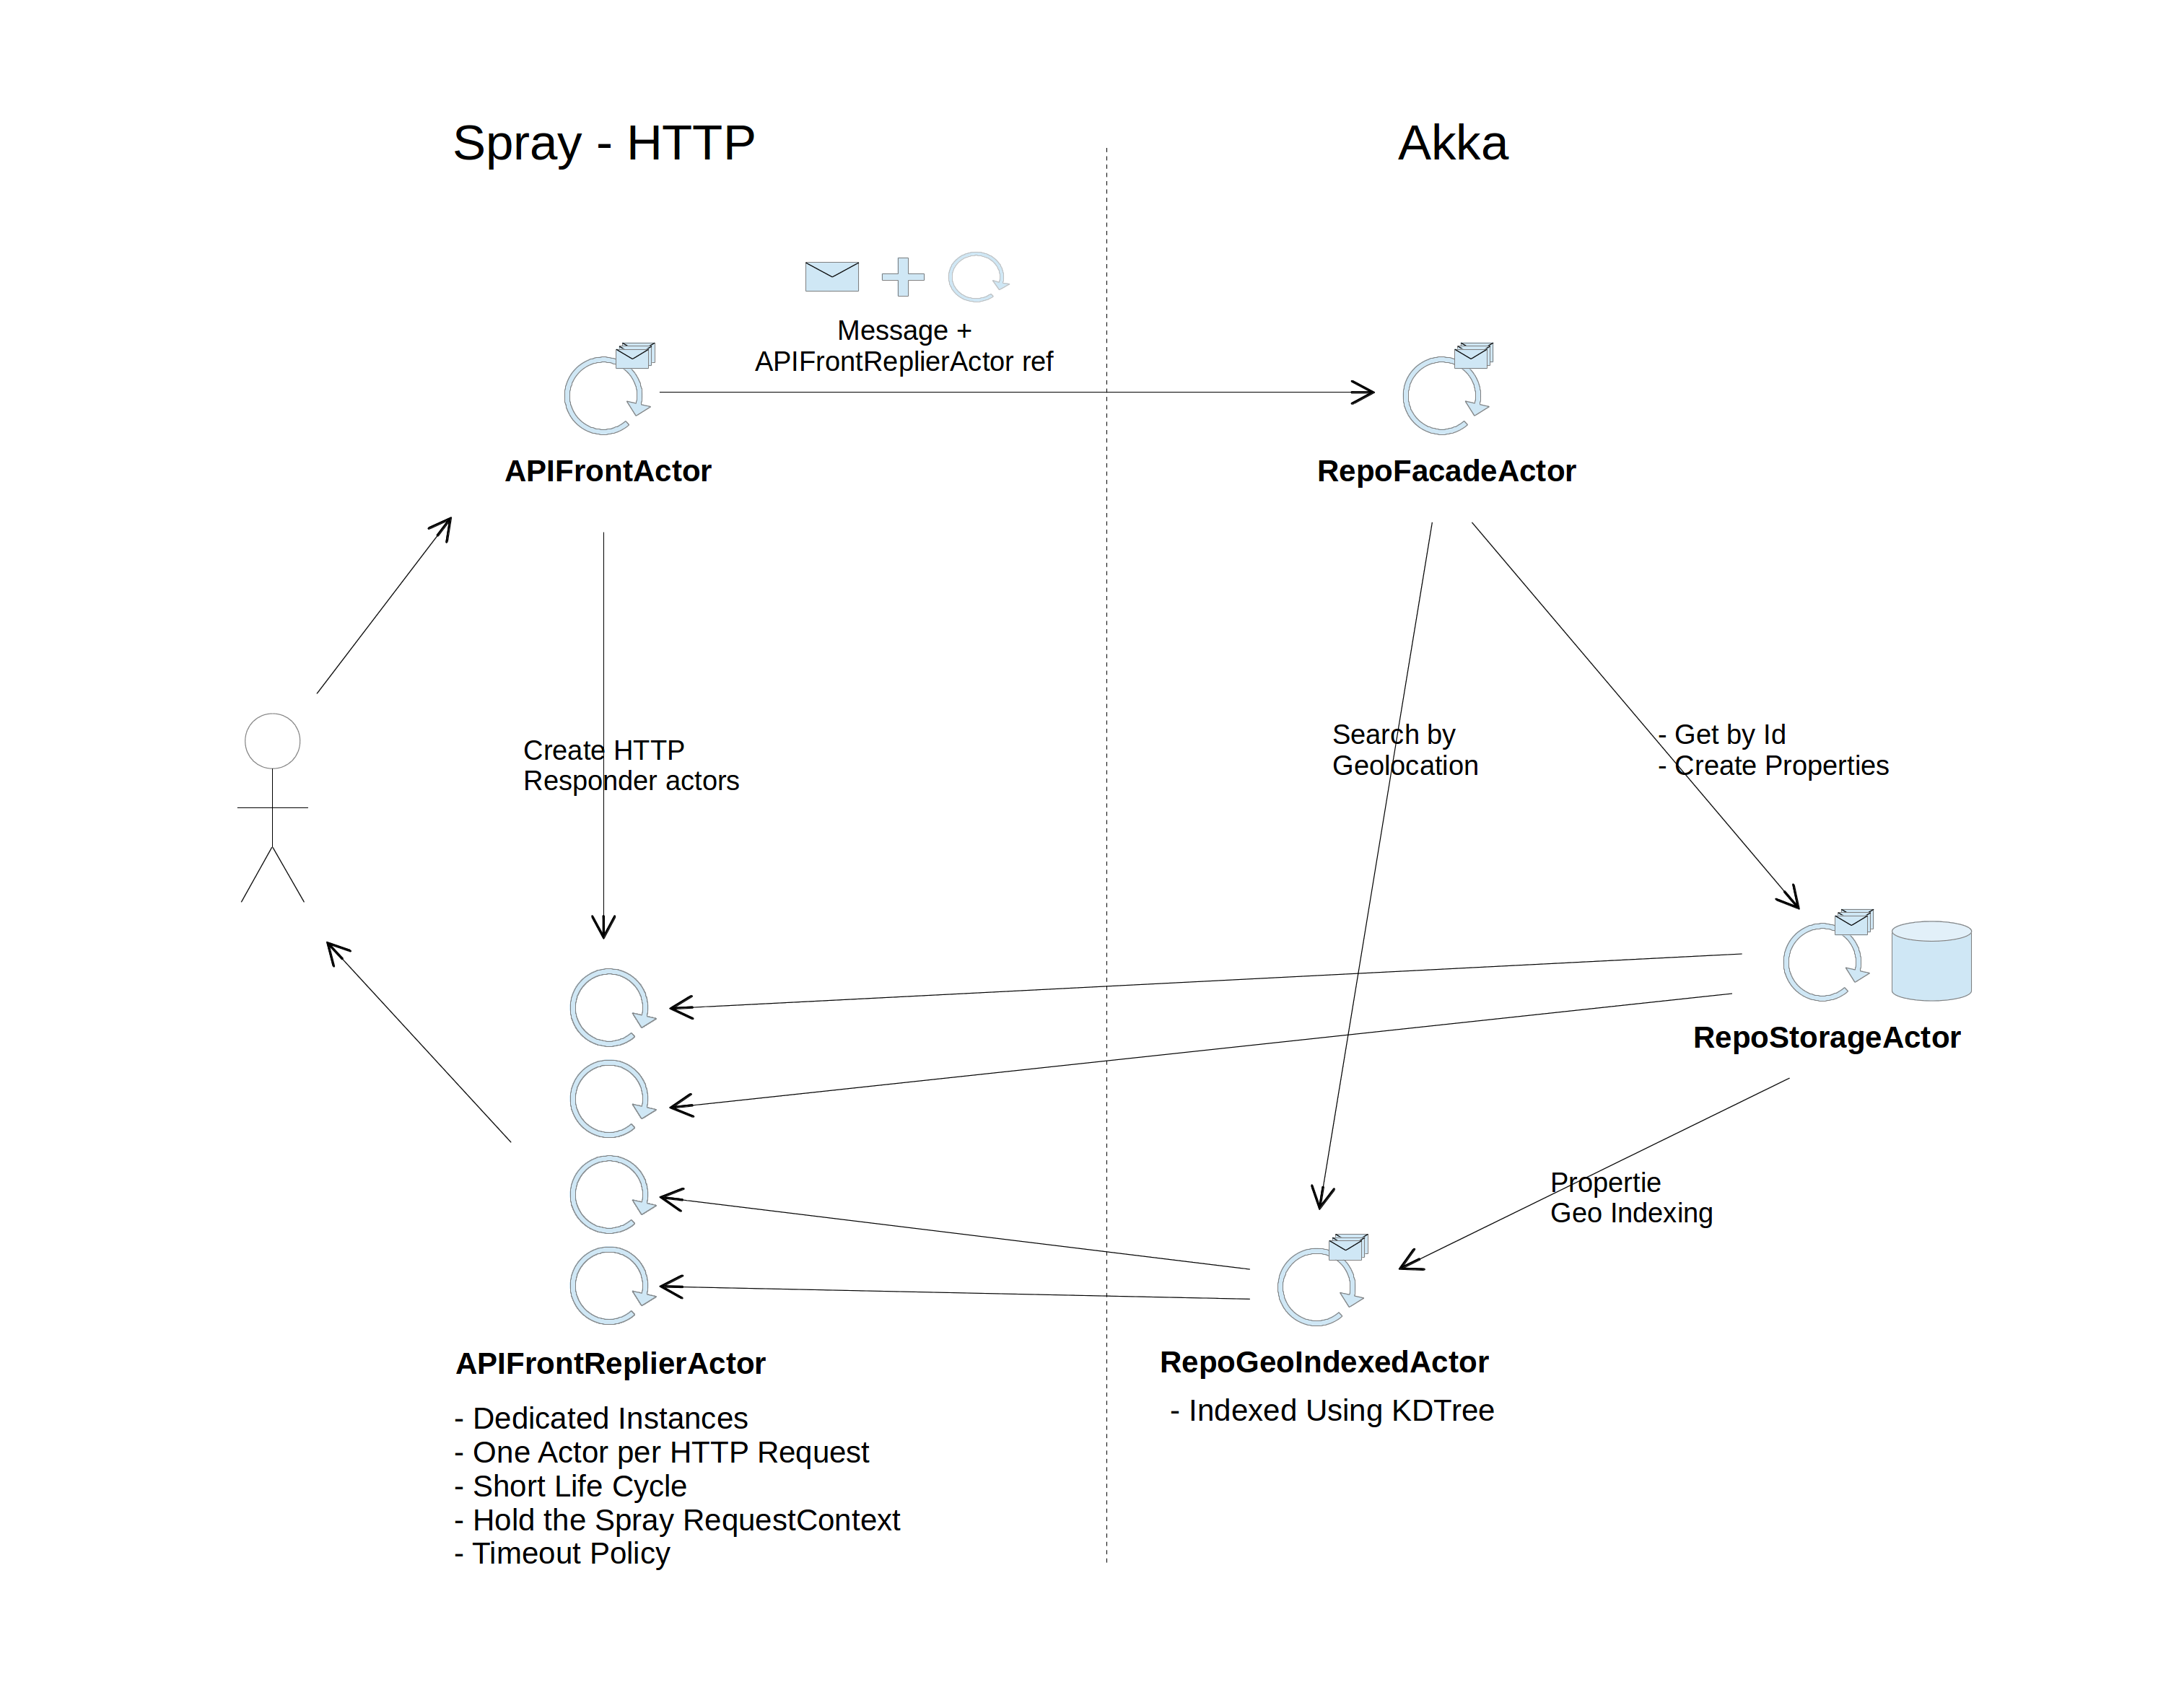 Spray - HTTP
Akka
Message +
APIFrontReplierActor ref
APIFrontActor
RepoFacadeActor
Create HTTP
Responder actors
Search by
Geolocation
- Get by Id
- Create Properties
RepoStorageActor
Propertie
Geo Indexing
APIFrontReplierActor
- Dedicated Instances
- One Actor per HTTP Request
- Short Life Cycle
- Hold the Spray RequestContext
- Timeout Policy
RepoGeoIndexedActor
- Indexed Using KDTree